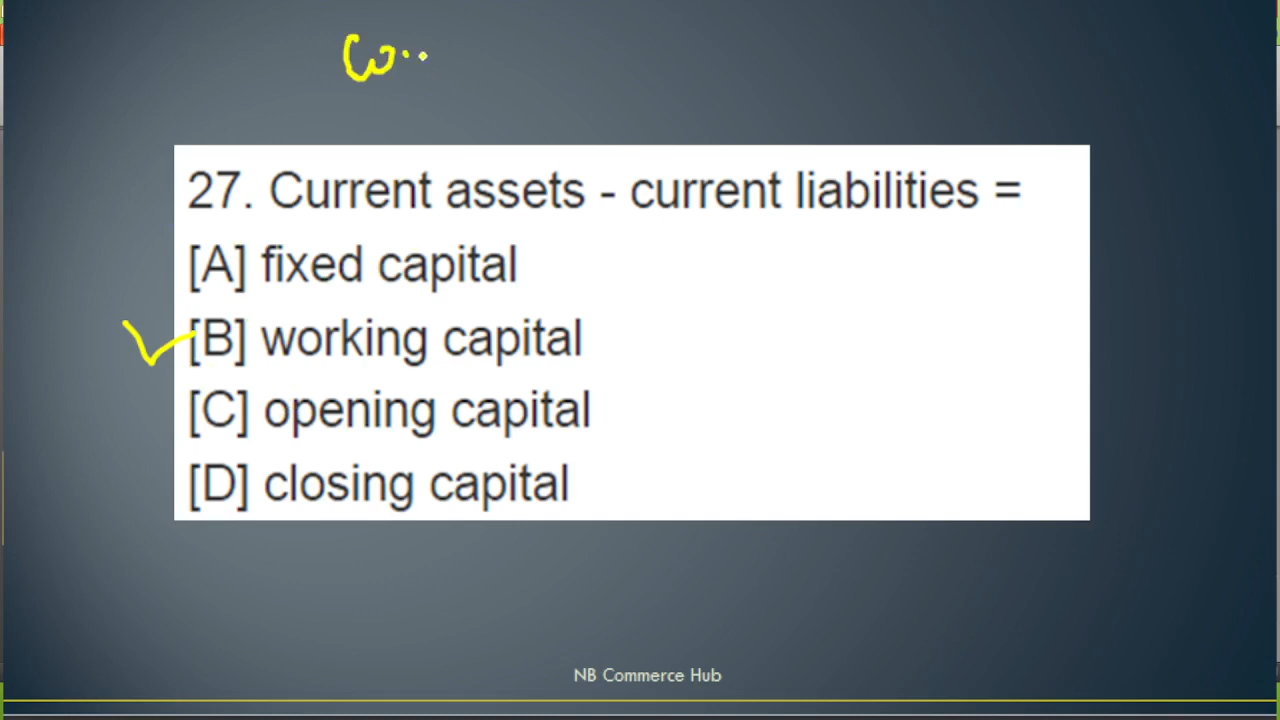 27. Current assets - current liabilities =
[A] fixed capital
[B] working capital
[C] opening capital
[D] closing capital
NB Commerce Hub